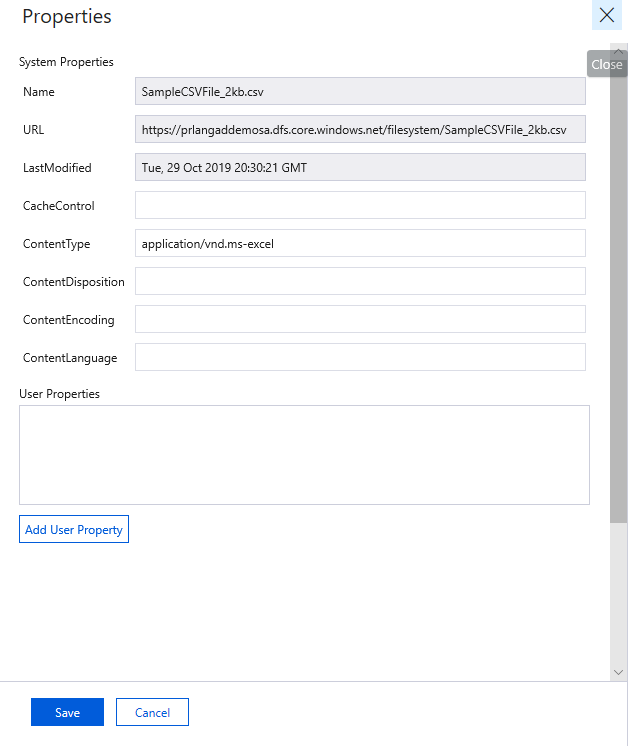 Properties
System Properties
Close
Name
SampleCSVFile_2kb.csv
URL
https://prlangaddemosa.dfs.core.windows.net/filesystem/SampleCSVFile_2kb.csv
LastModified
Tue, 29 Oct 2019 20:30:21 GMT
CacheControl
ContentType
application/vnd.ms-excel
ContentDisposition
ContentEncoding
ContentLanguage
User Properties
Add User Property
Save
Cancel